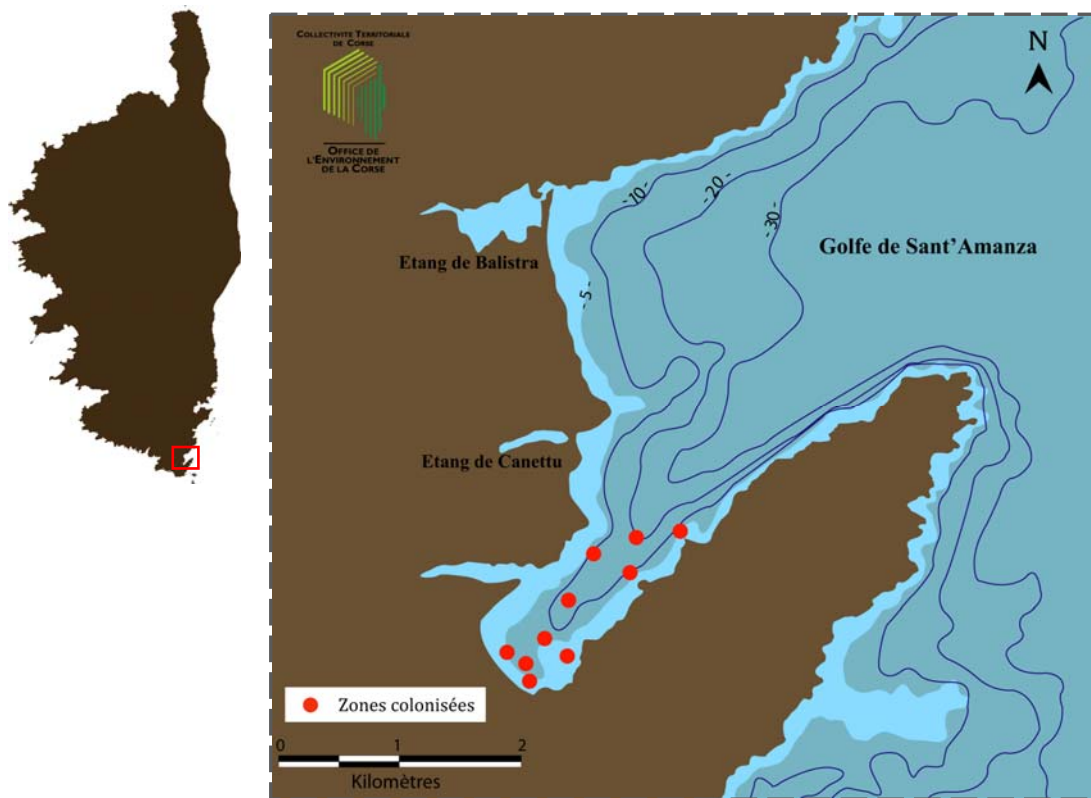 COLLECTIVITE TERRITORIALE
DE CORSE
OFFICE DE
L'ENVIRONNEMENT
DE LA CORSE
N
- 10 -
- 20 -
- 30 -
Golfe de Sant'Amanza
Etang de Balistra
- 5 -
Etang de Canettu
Zones colonisées
0 1 2
Kilomètres